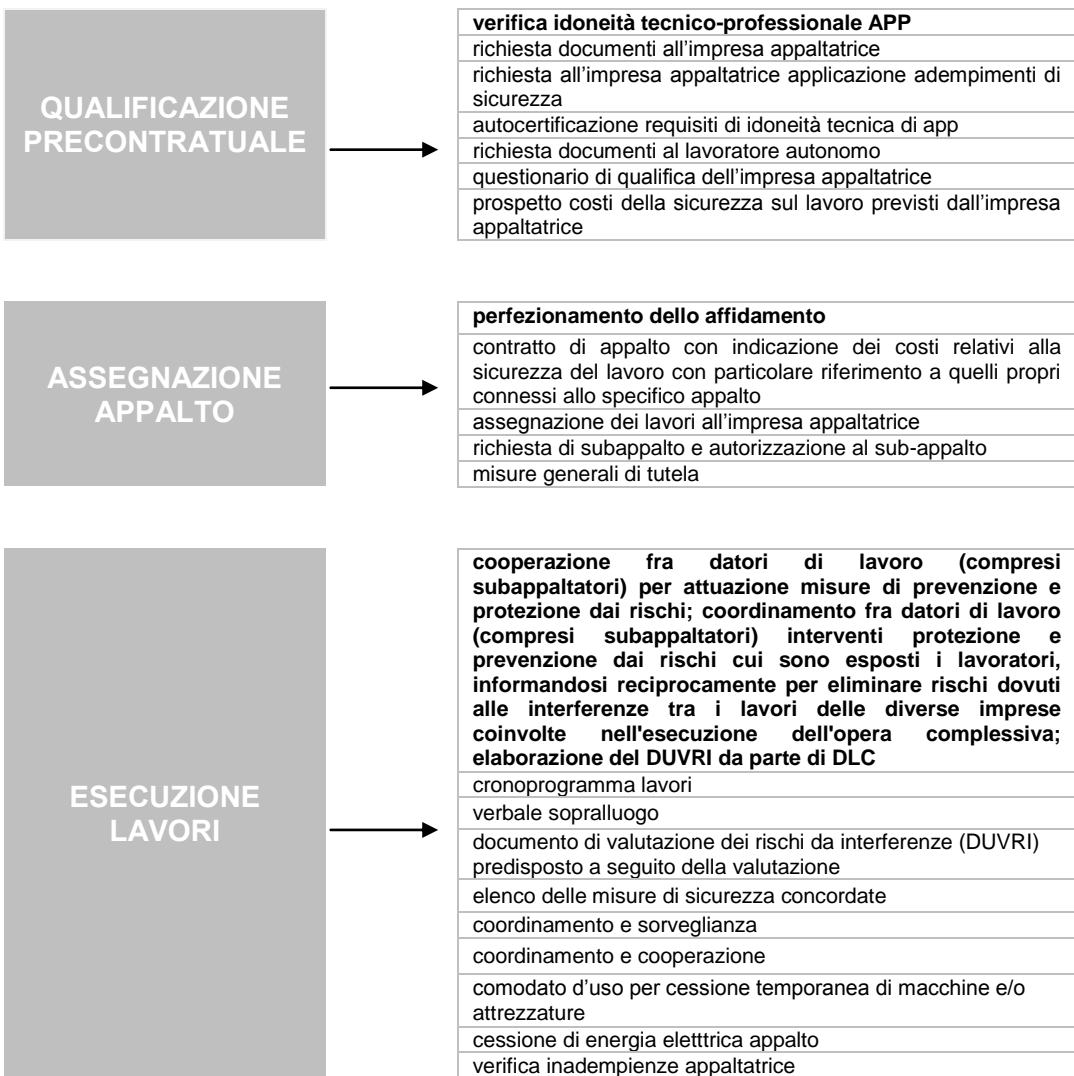 QUALIFICAZIONE
PRECONTRATUALE
verifica idoneità tecnico-professionale APP
richiesta documenti all’impresa appaltatrice
richiesta all’impresa appaltatrice applicazione adempimenti di
sicurezza
autocertificazione requisiti di idoneità tecnica di app
richiesta documenti al lavoratore autonomo
questionario di qualifica dell’impresa appaltatrice
prospetto costi della sicurezza sul lavoro previsti dall’impresa
appaltatrice
ASSEGNAZIONE
APPALTO
perfezionamento dello affidamento
contratto di appalto con indicazione dei costi relativi alla
sicurezza del lavoro con particolare riferimento a quelli propri
connessi allo specifico appalto
assegnazione dei lavori all’impresa appaltatrice
richiesta di subappalto e autorizzazione al sub-appalto
misure generali di tutela
ESECUZIONE
LAVORI
cooperazione fra datori di lavoro (compresi
subappaltatori) per attuazione misure di prevenzione e
protezione dai rischi; coordinamento fra datori di lavoro
(compresi subappaltatori) interventi protezione e
prevenzione dai rischi cui sono esposti i lavoratori,
informandosi reciprocamente per eliminare rischi dovuti
alle interferenze tra i lavori delle diverse imprese
coinvolte nell'esecuzione dell'opera complessiva;
elaborazione del DUVRI da parte di DLC
cronoprogramma lavori
verbale sopralluogo
documento di valutazione dei rischi da interferenze (DUVRI)
predisposto a seguito della valutazione
elenco delle misure di sicurezza concordate
coordinamento e sorveglianza
coordinamento e cooperazione
comodato d’uso per cessione temporanea di macchine e/o
attrezzature
cessione di energia eletttrica appalto
verifica inadempienze appaltatrice